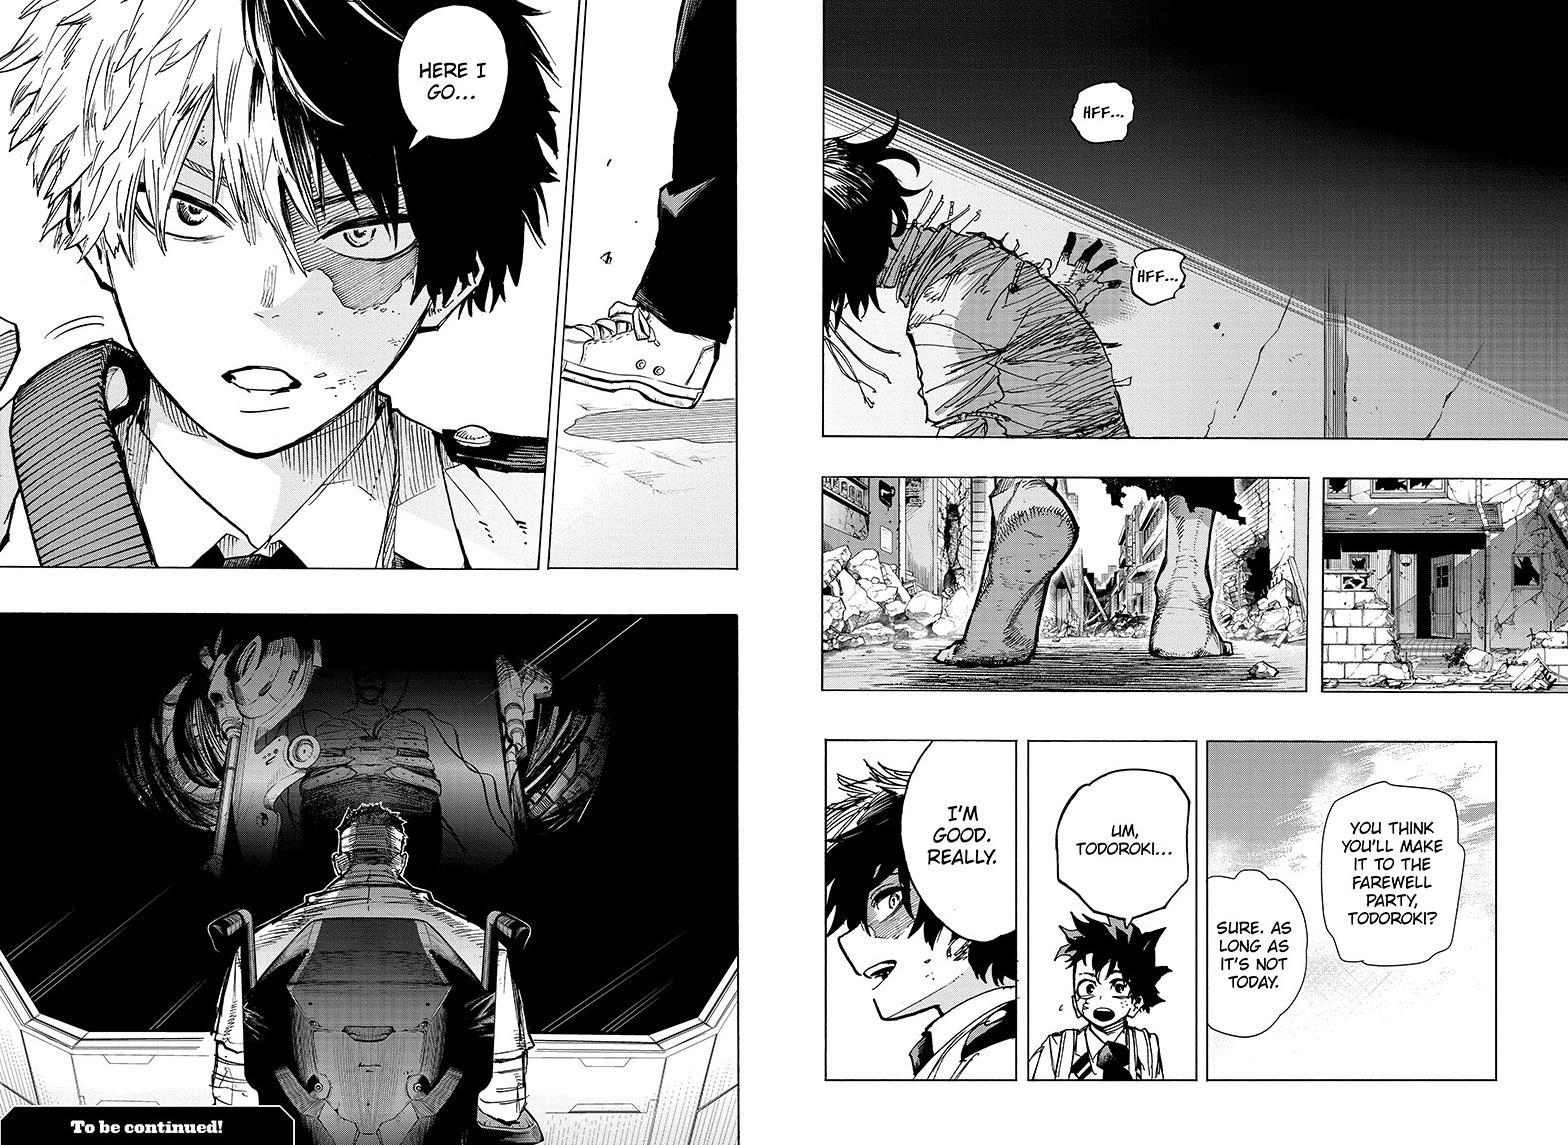 HFF...
HFF...
YOU THINK
YOU'LL MAKE
IT TO THE
FAREWELL
PARTY,
TODOROKI?
SURE. AS
LONG AS
IT'S NOT
TODAY.
UM,
TODOROKI...
I'M
GOOD.
REALLY.
HERE I
GO...
To be continued!